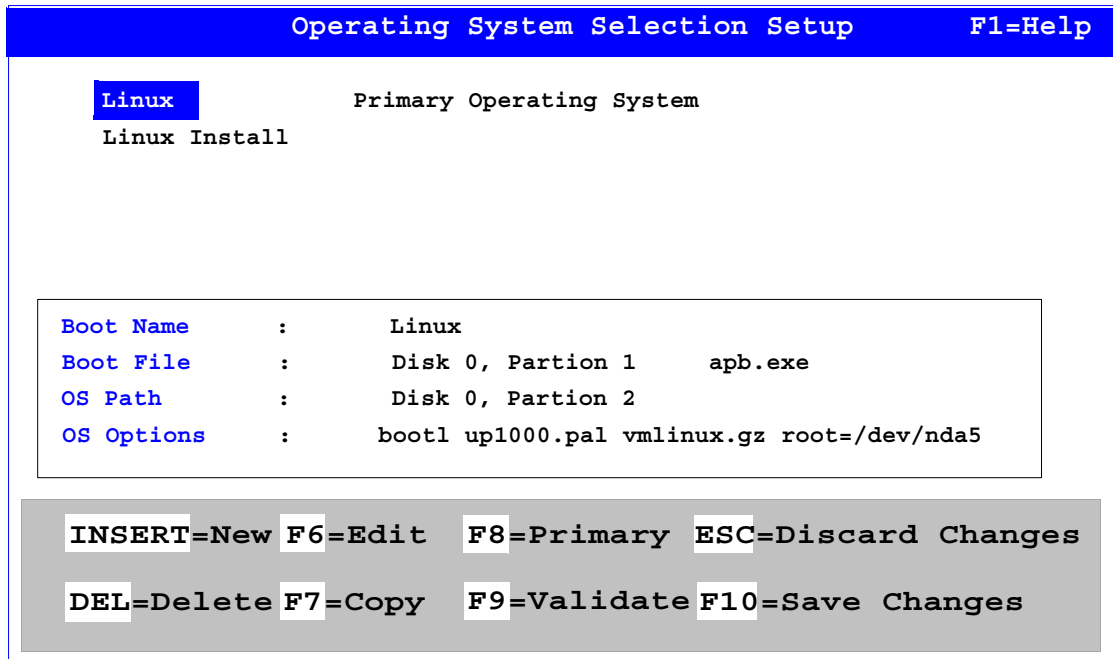 Operating System Selection Setup F1=Help
Linux Primary Operating System
Linux Install
Boot Name : Linux
Boot File : Disk 0, Partion 1 apb.exe
OS Path : Disk 0, Partion 2
OS Options : bootl up1000.pal vmlinux.gz root=/dev/nda5
INSERT=New F6=Edit F8=Primary ESC=Discard Changes
DEL=Delete F7=Copy F9=Validate F10=Save Changes